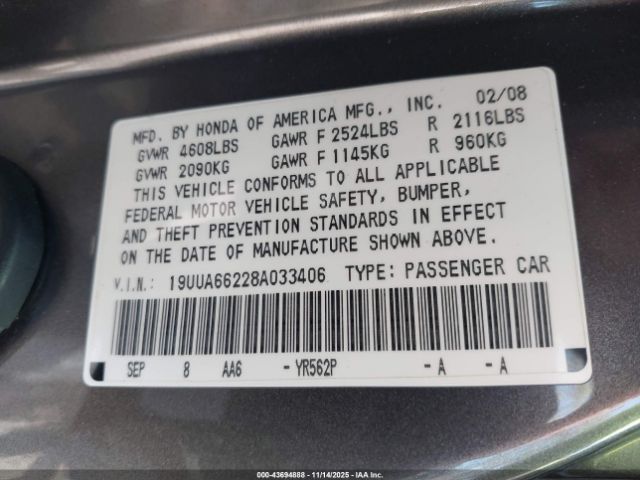 MFD. BY HONDA OF AMERICA MFG., INC. 02/08
GVWR 4608LBS GAWR F 2524LBS R 2116LBS
GVWR 2090KG GAWR F 1145KG R 960KG
THIS VEHICLE CONFORMS TO ALL APPLICABLE
FEDERAL MOTOR VEHICLE SAFETY, BUMPER,
AND THEFT PREVENTION STANDARDS IN EFFECT
ON THE DATE OF MANUFACTURE SHOWN ABOVE.
V.I.N.: 19UUA66228A033406 TYPE: PASSENGER CAR
SEP 8 AA6 - YR562P - A - A
000-43694888 | 11/14/2025 | IAA Inc.